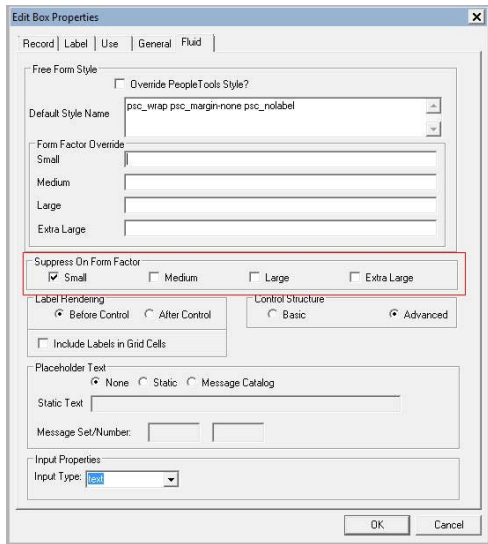 Edit Box Properties
Record Label Use General Fluid
Free Form Style
Override PeopleTools Style?
Default Style Name psc_wrap psc_margin-none psc_nolabel
Form Factor Override
Small
Medium
Large
Extra Large
Suppress On Form Factor
Small Medium Large Extra Large
Label Rendering Control Structure
Before Control After Control Basic Advanced
Include Labels in Grid Cells
Placeholder Text
None Static Message Catalog
Static Text
Message Set/Number:
Input Properties
Input Type: text
OK Cancel